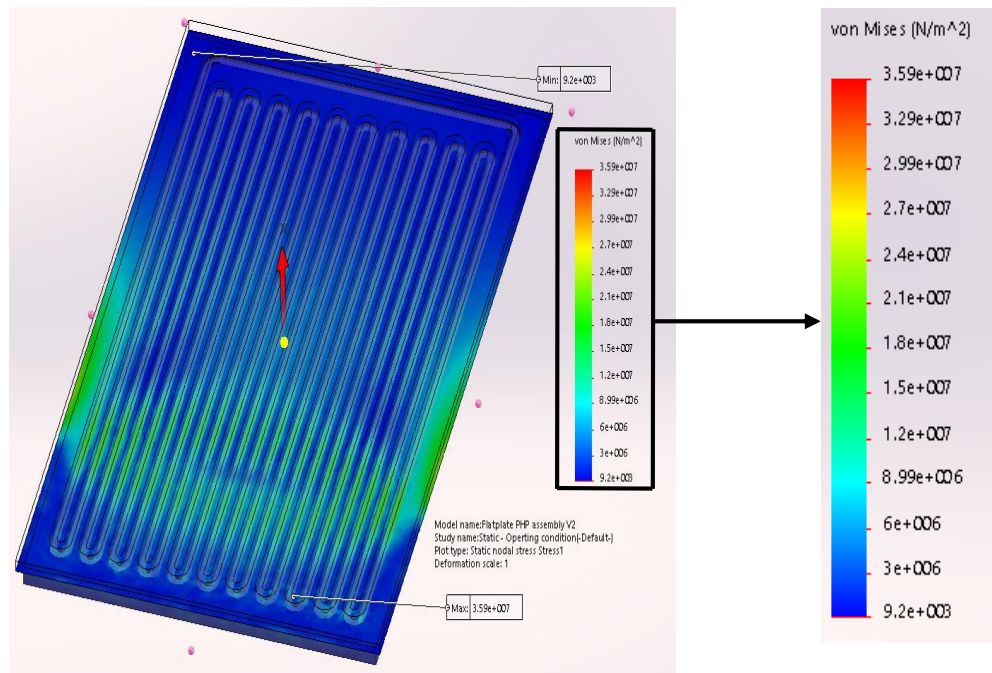 Min: 9.2e+003
von Mises (N/m^2)
3.59e+007
3.29e+007
2.99e+007
2.7e+007
2.4e+007
2.1e+007
1.8e+007
1.5e+007
1.2e+007
8.99e+006
6e+006
3e+006
9.2e+003
X
Model name:Flatplate PHP assembly V2
Study name:Static - Operting condition(-Default-)
Plot type: Static nodal stress Stress1
Deformation scale: 1
Max: 3.59e+007
von Mises (N/m^2)
3.59e+007
3.29e+007
2.99e+007
2.7e+007
2.4e+007
2.1e+007
1.8e+007
1.5e+007
1.2e+007
8.99e+006
6e+006
3e+006
9.2e+003